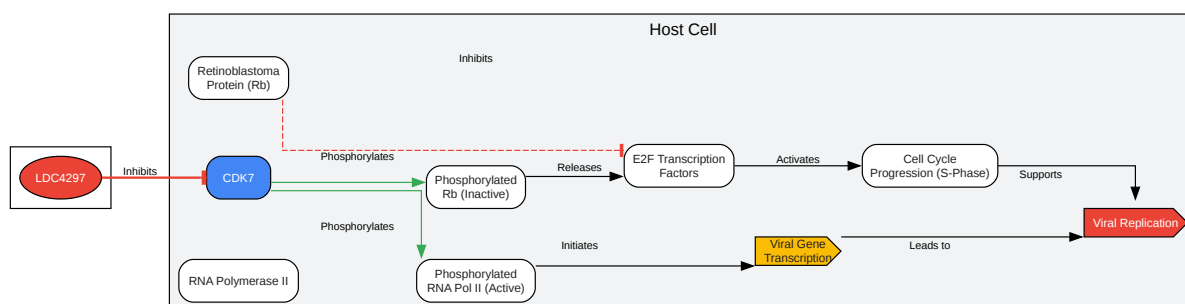 Host Cell
Inhibits
Retinoblastoma
Protein (Rb)
LDC4297
Inhibits
CDK7
Phosphorylates
Phosphorylated
Rb (Inactive)
Releases
E2F Transcription
Factors
Activates
Cell Cycle
Progression (S-Phase)
Supports
Viral Replication
Phosphorylates
RNA Polymerase II
Phosphorylated
RNA Pol II (Active)
Initiates
Viral Gene
Transcription
Leads to